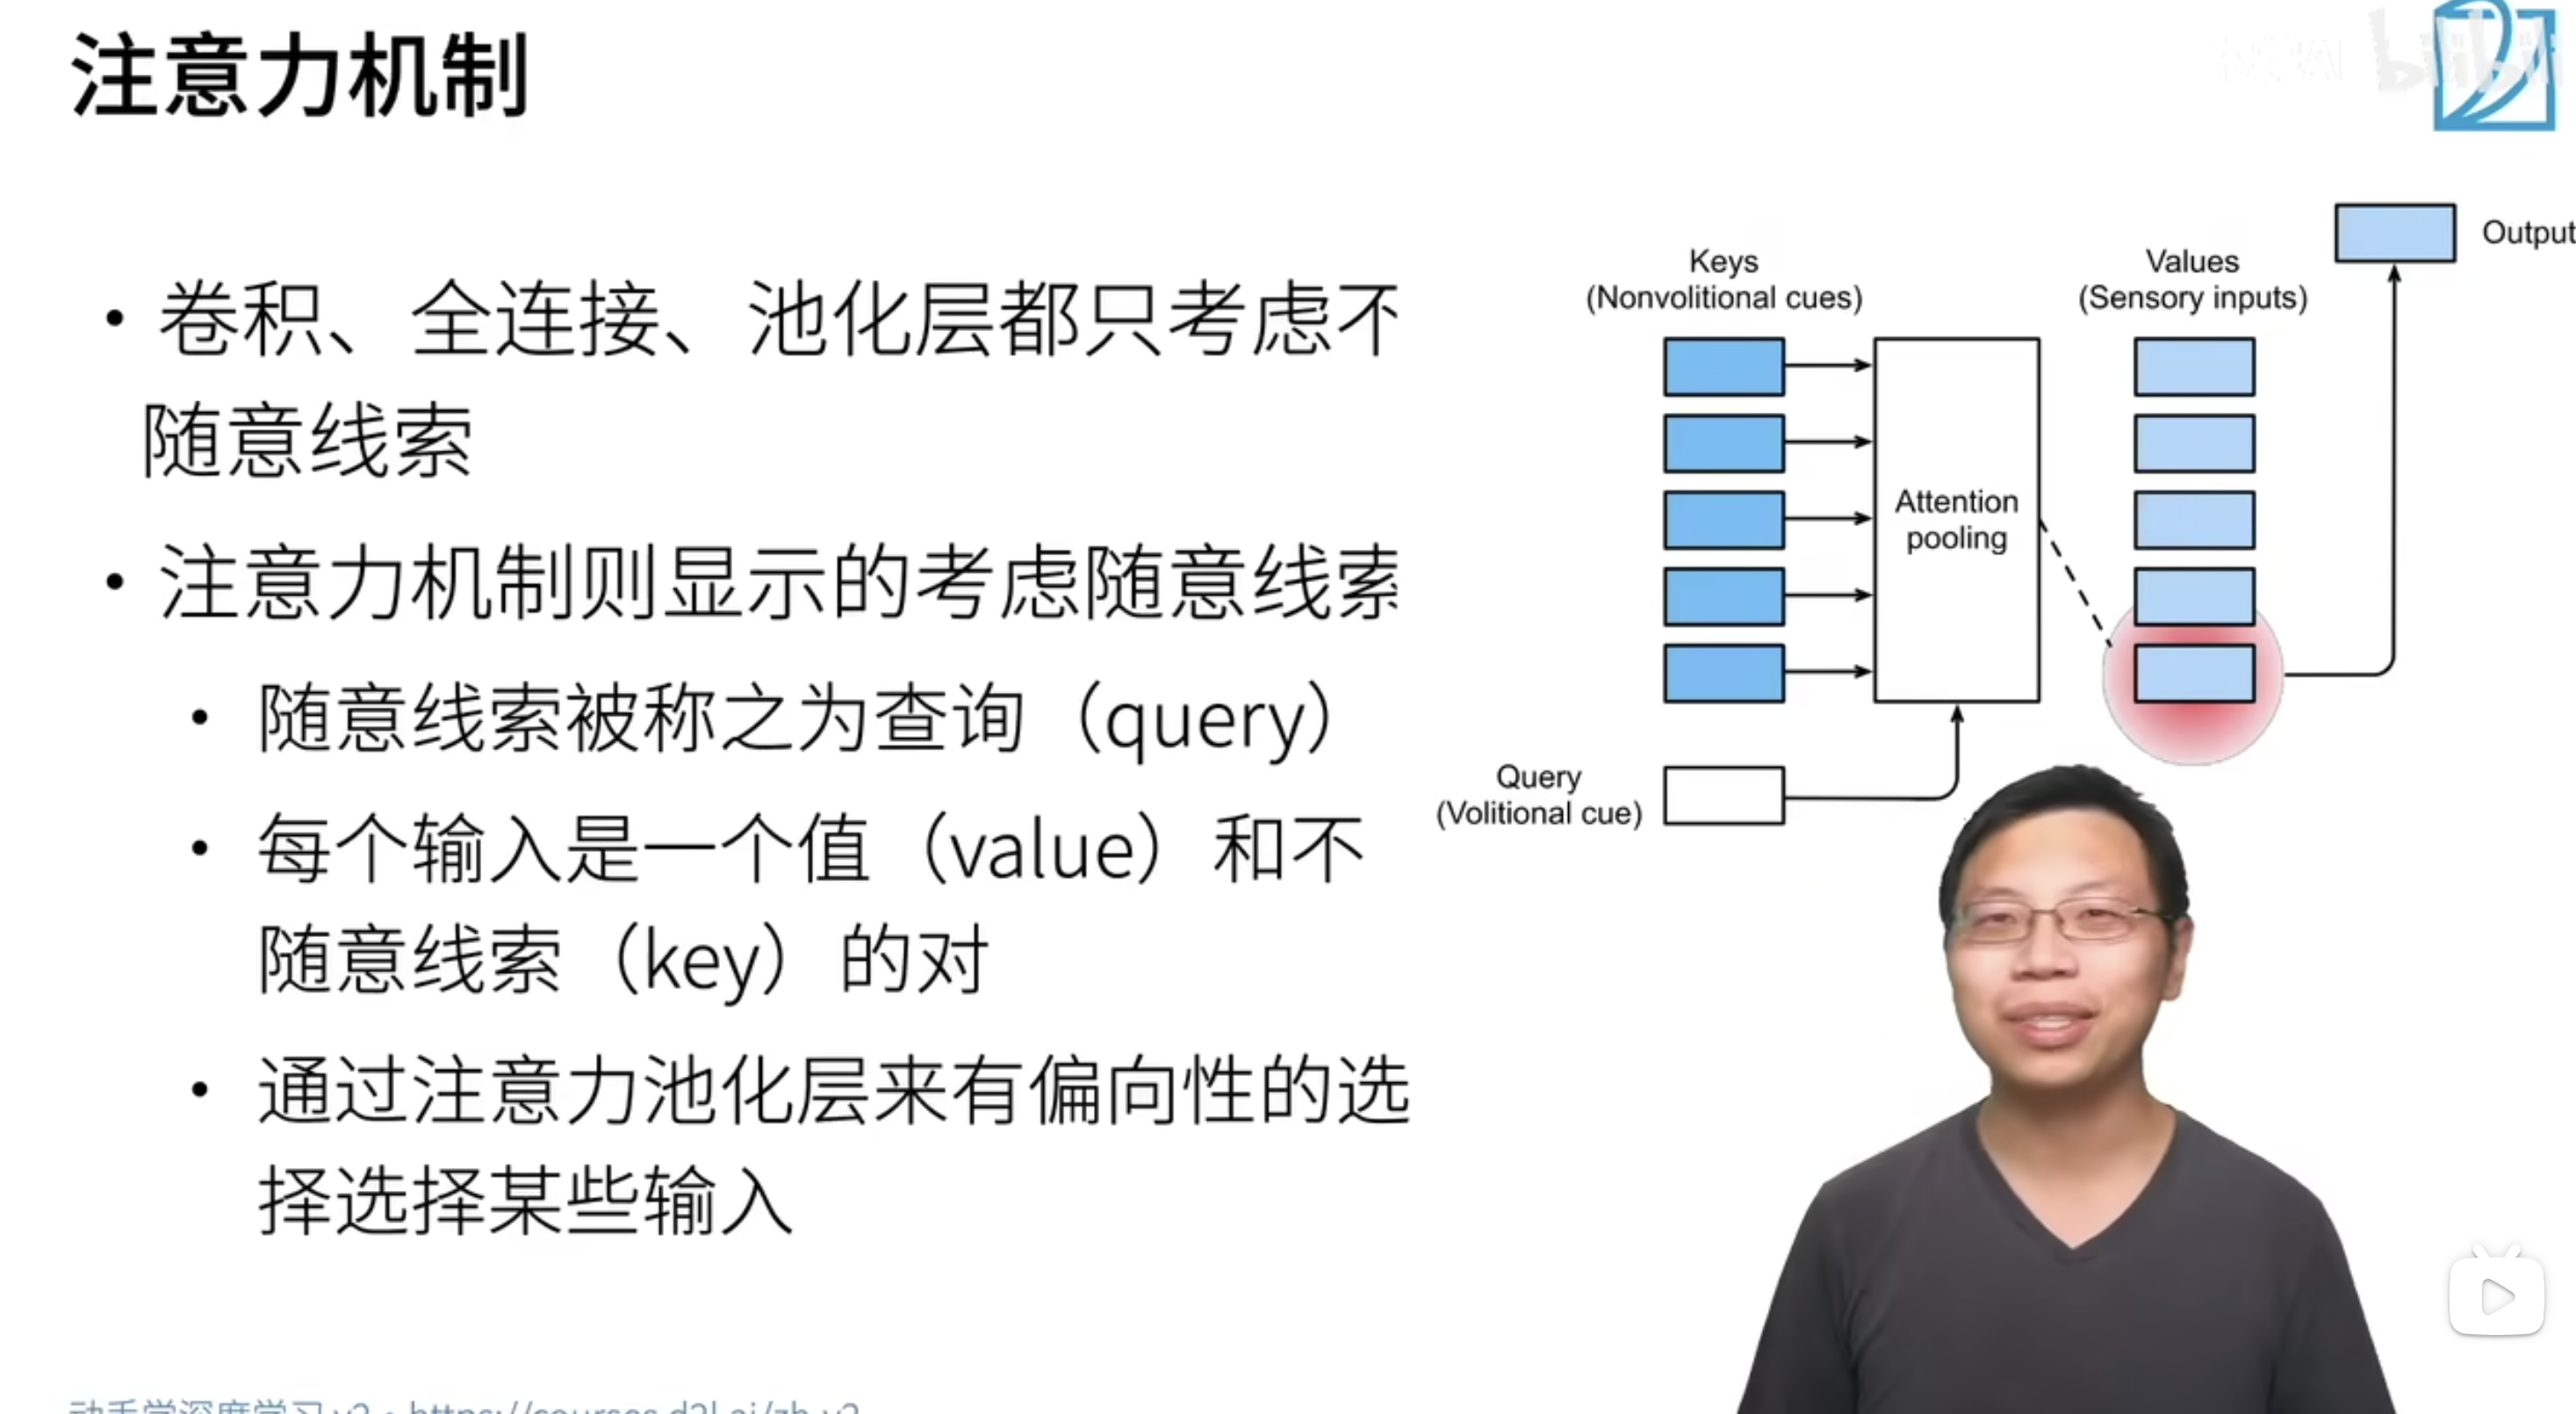 注意力机制
• 卷积、全连接、池化层都只考虑不
随意线索
• 注意力机制则显示的考虑随意线索
• 随意线索被称之为查询（query）
• 每个输入是一个值（value）和不
随意线索（key）的对
• 通过注意力池化层来有偏向性的选
择选择某些输入
Keys
(Nonvolitional cues)
Values
(Sensory inputs)
Output
Attention
pooling
Query
(Volitional cue)
动手学深度学习 v2 · https://courses.d2l.ai/zh-v2
bilibili